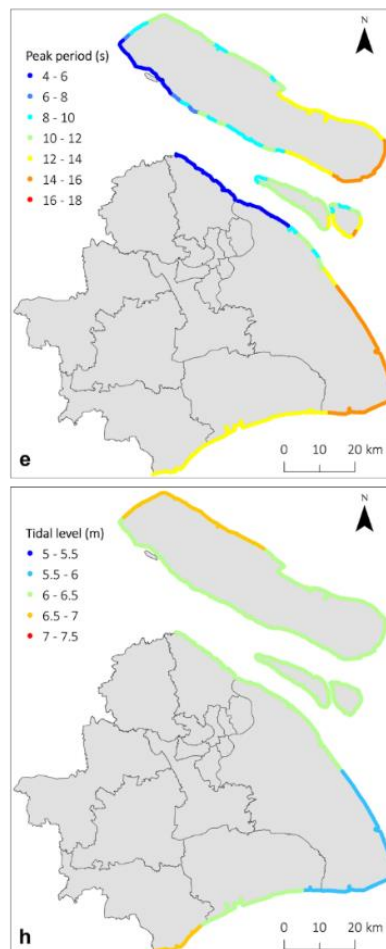 N
Peak period (s)
4 - 6
6 - 8
8 - 10
10 - 12
12 - 14
14 - 16
16 - 18
e
0 10 20 km
N
Tidal level (m)
5 - 5.5
5.5 - 6
6 - 6.5
6.5 - 7
7 - 7.5
h
0 10 20 km